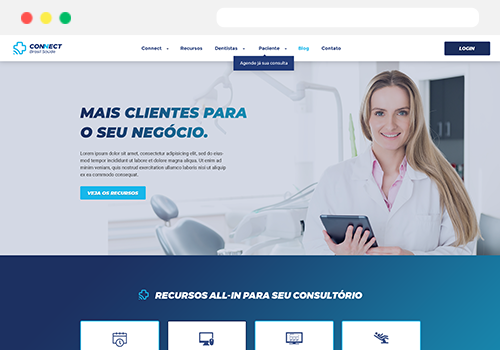 CONNECT
Brasil Saúde
Connect
Recursos
Dentistas
Paciente
Blog
Contato
LOGIN
Agende já sua consulta
MAIS CLIENTES PARA
O SEU NEGÓCIO.
Lorem ipsum dolor sit amet, consectetur adipisicing elit, sed do eius
mod tempor incididunt ut labore et dolore magna aliqua. Ut enim ad
minim veniam, quis nostrud exercitation ullamco laboris nisi ut aliquip
ex ea commodo consequat.
VEJA OS RECURSOS
RECURSOS ALL-IN PARA SEU CONSULTÓRIO